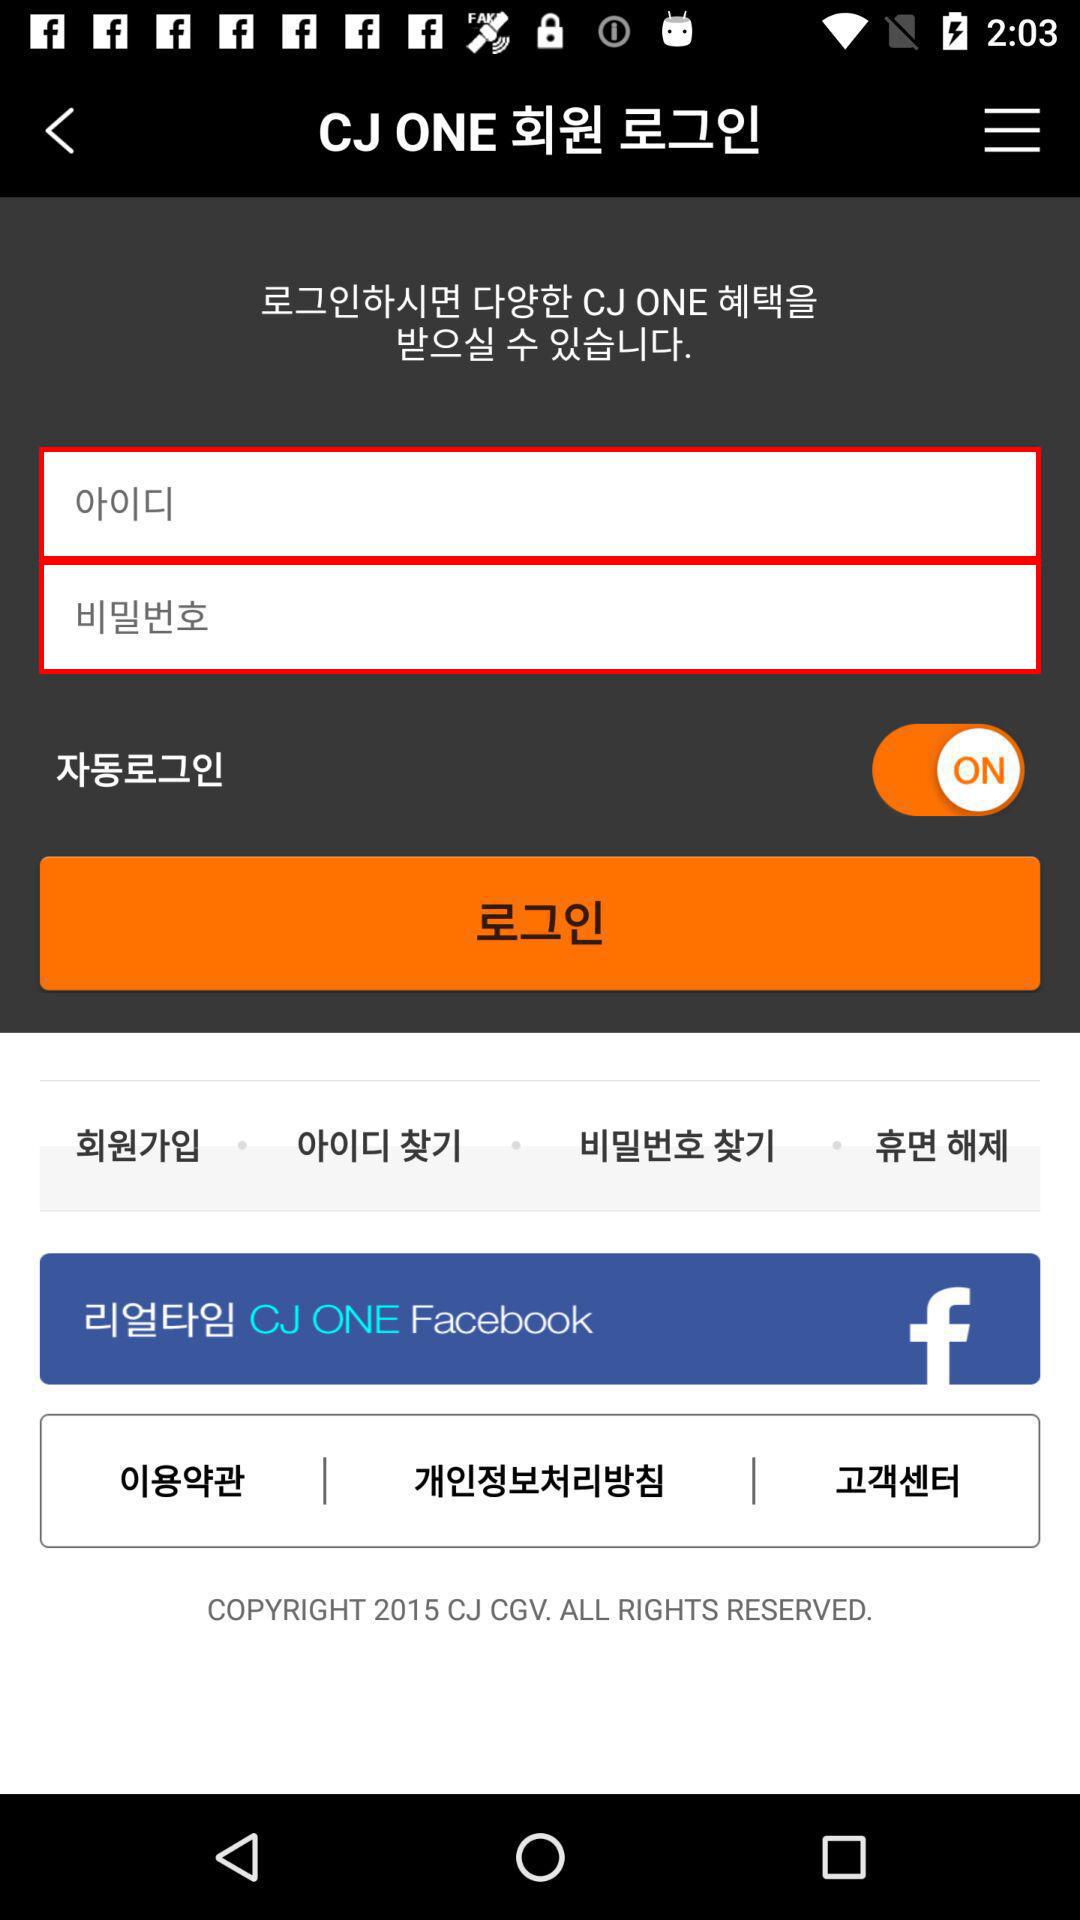 FAKE
2:03
CJ ONE 회원 로그인
로그인하시면 다양한 CJ ONE 혜택을
받으실 수 있습니다.
아이디
비밀번호
자동로그인
ON
로그인
회원가입 • 아이디 찾기 • 비밀번호 찾기 • 휴면 해제
리얼타임 CJ ONE Facebook
이용약관 | 개인정보처리방침 | 고객센터
COPYRIGHT 2015 CJ CGV. ALL RIGHTS RESERVED.